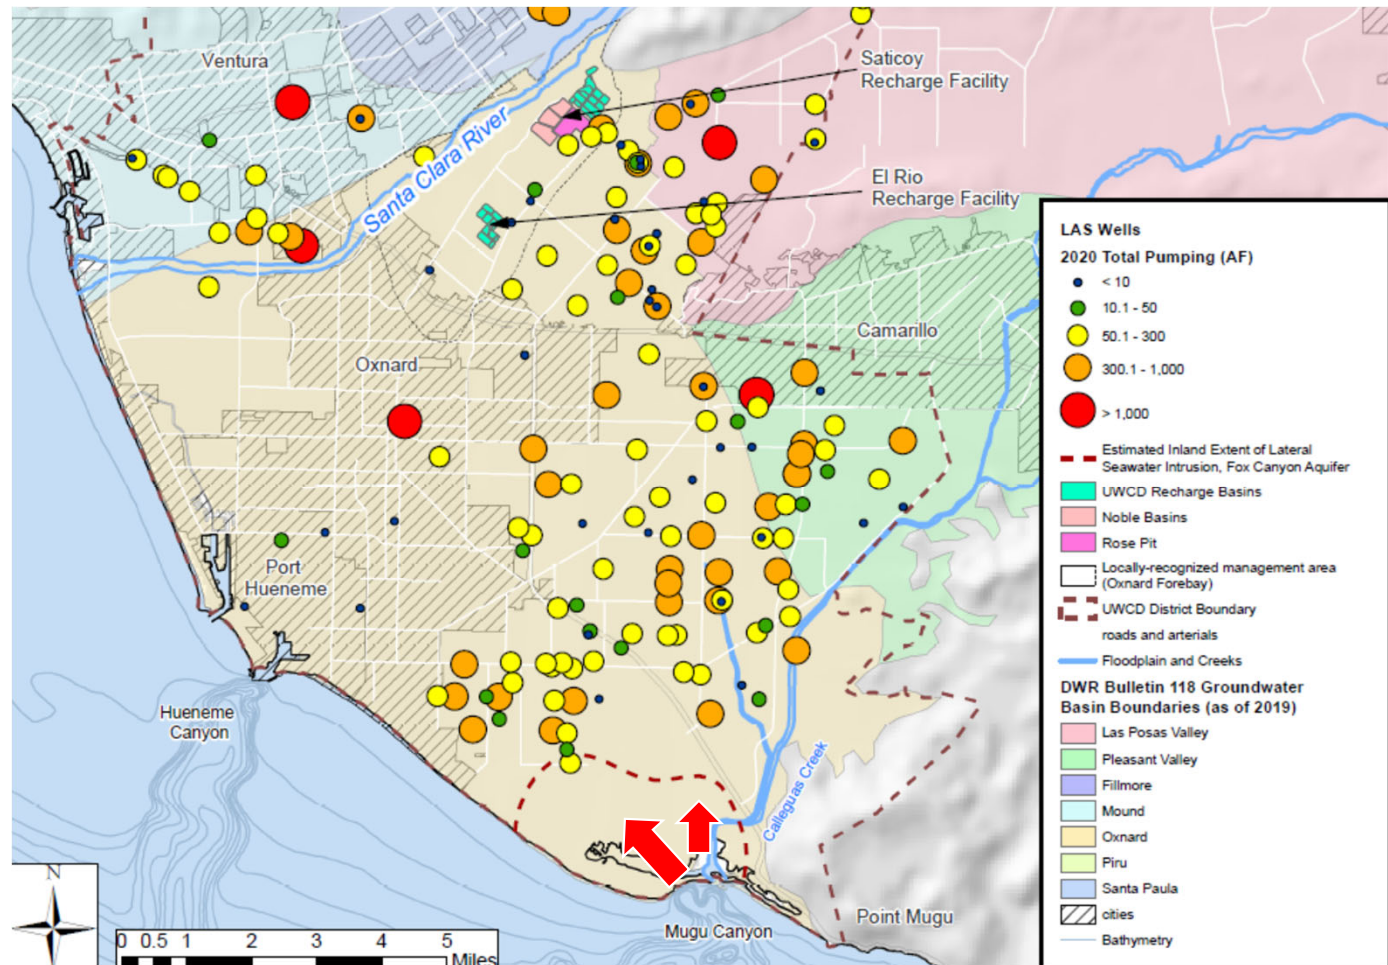 Ventura
Saticoy
Recharge Facility
Santa Clara River
El Rio
Recharge Facility
Camarillo
Oxnard
Port
Hueneme
Hueneme
Canyon
Calleguas Creek
Mugu Canyon
Point Mugu
N
0 0.5 1 2 3 4 5
Miles
LAS Wells
2020 Total Pumping (AF)
< 10
10.1 - 50
50.1 - 300
300.1 - 1,000
> 1,000
Estimated Inland Extent of Lateral
Seawater Intrusion, Fox Canyon Aquifer
UWCD Recharge Basins
Noble Basins
Rose Pit
Locally-recognized management area
(Oxnard Forebay)
UWCD District Boundary
roads and arterials
Floodplain and Creeks
DWR Bulletin 118 Groundwater
Basin Boundaries (as of 2019)
Las Posas Valley
Pleasant Valley
Fillmore
Mound
Oxnard
Piru
Santa Paula
cities
Bathymetry